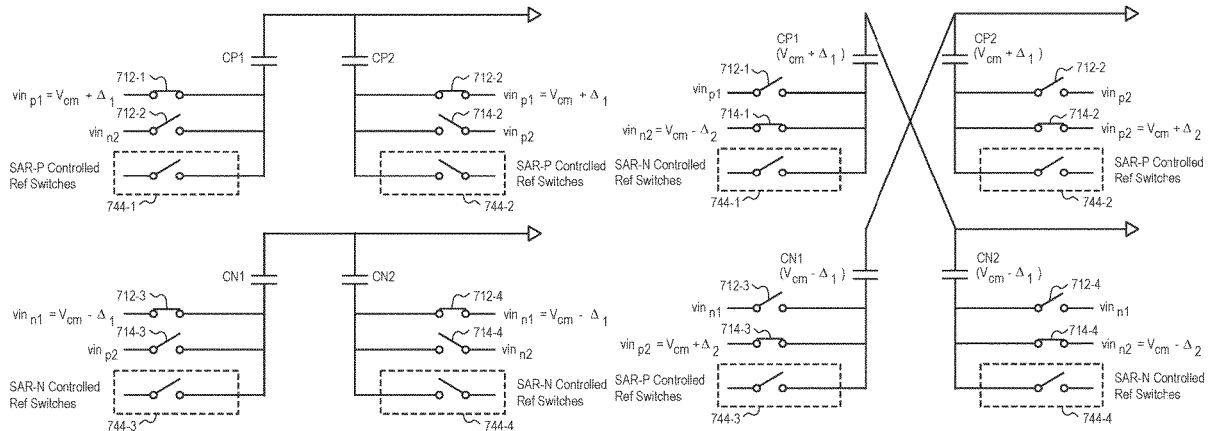 CP1
CP2
712-1
712-2
vin p1 = Vcm + Δ1
vin p1 = Vcm + Δ1
712-2
714-2
vin n2
vin p2
SAR-P Controlled
Ref Switches
SAR-P Controlled
Ref Switches
744-1
744-2
CN1
CN2
712-3
712-4
vin n1 = Vcm - Δ1
vin n1 = Vcm - Δ1
714-3
714-4
vin p2
vin n2
SAR-N Controlled
Ref Switches
SAR-N Controlled
Ref Switches
744-3
744-4
CP1
(Vcm + Δ1)
CP2
(Vcm + Δ1)
712-1
712-2
vin p1
vin p2
714-1
714-2
vin n2 = Vcm - Δ2
vin p2 = Vcm + Δ2
SAR-N Controlled
Ref Switches
SAR-P Controlled
Ref Switches
744-1
744-2
CN1
(Vcm - Δ1)
CN2
(Vcm - Δ1)
712-3
712-4
vin n1
vin n1
714-3
714-4
vin p2 = Vcm + Δ2
vin n2 = Vcm - Δ2
SAR-P Controlled
Ref Switches
SAR-N Controlled
Ref Switches
744-3
744-4